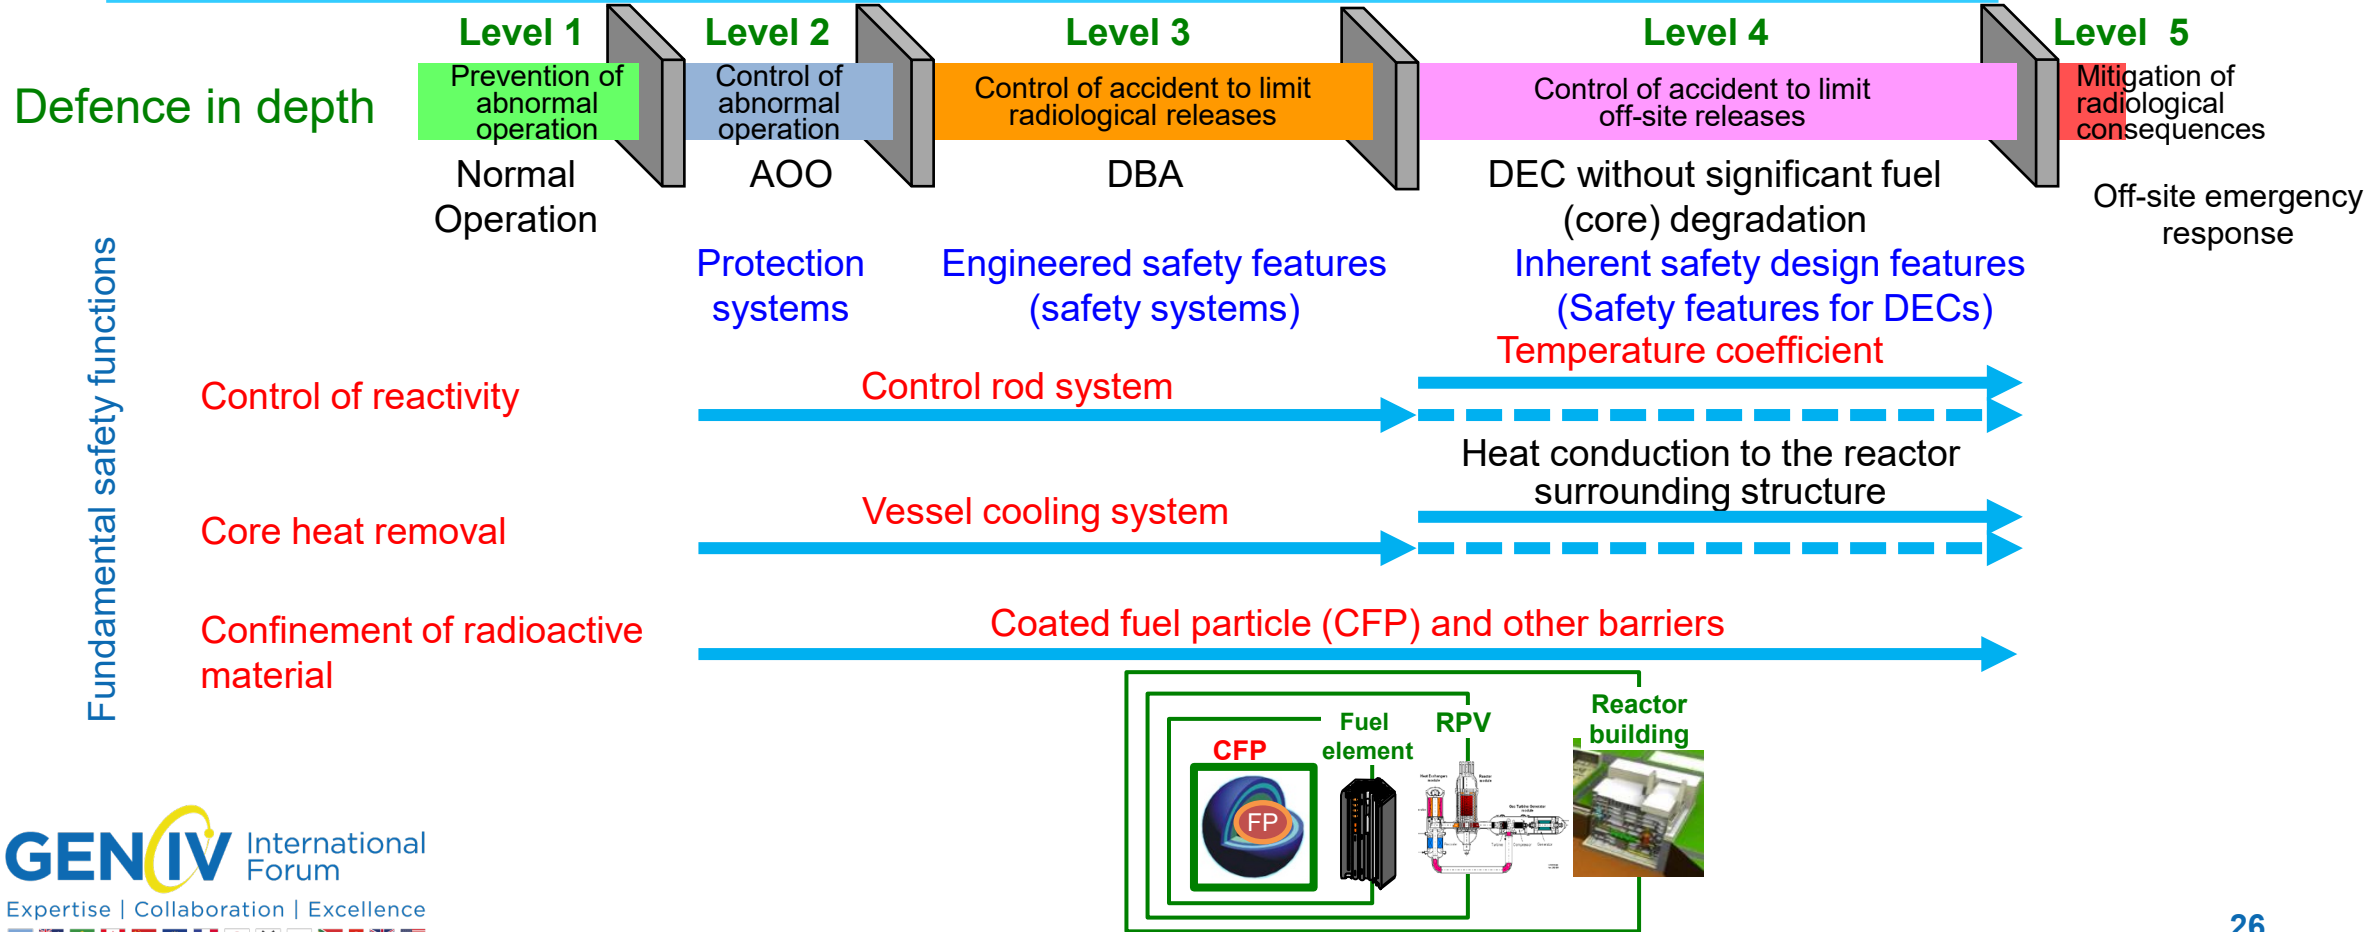 Level 1
Level 2
Level 3
Level 4
Level 5
Defence in depth
Prevention of
abnormal
operation
Control of
abnormal
operation
Control of accident to limit
radiological releases
Control of accident to limit
off-site releases
Mitigation of
radiological
consequences
Normal
Operation
AOO
DBA
DEC without significant fuel
(core) degradation
Off-site emergency
response
Protection
systems
Engineered safety features
(safety systems)
Inherent safety design features
(Safety features for DECs)
Fundamental safety functions
Control of reactivity
Control rod system
Temperature coefficient
Core heat removal
Vessel cooling system
Heat conduction to the reactor
surrounding structure
Confinement of radioactive
material
Coated fuel particle (CFP) and other barriers
CFP
FP
Fuel
element
RPV
Reactor
building
GEN IV International
Forum
Expertise | Collaboration | Excellence
26